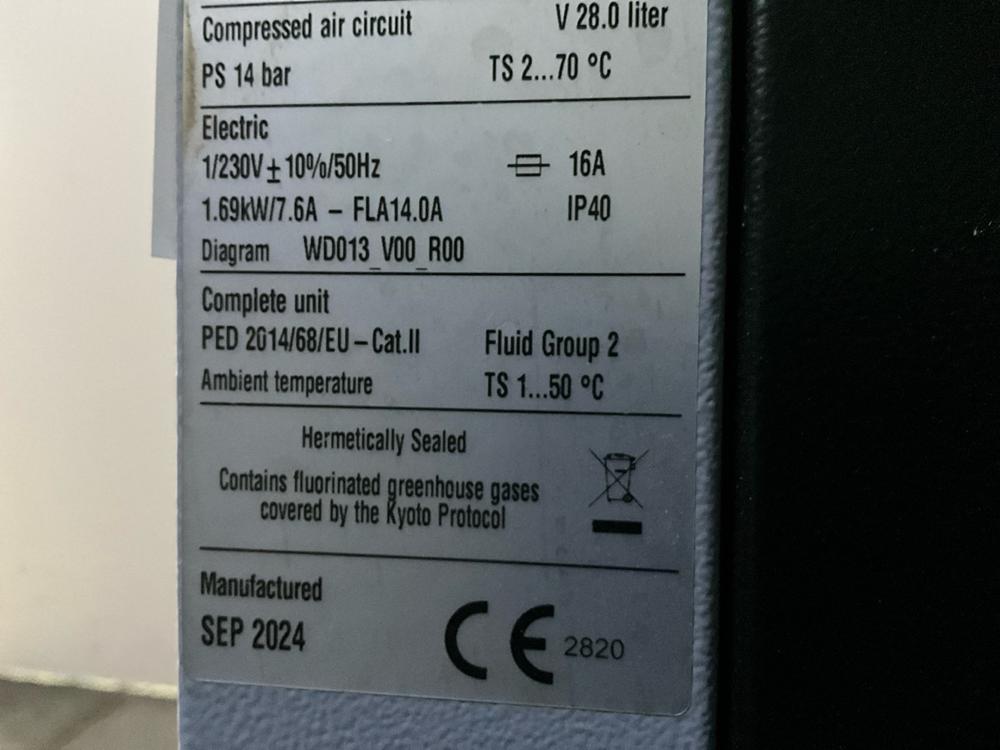 Compressed air circuit V 28.0 liter
PS 14 bar TS 2...70 °C
Electric
1/230V ± 10%/50Hz 16A
1.69kW/7.6A – FLA14.0A IP40
Diagram WD013_V00_R00
Complete unit
PED 2014/68/EU – Cat.II Fluid Group 2
Ambient temperature TS 1...50 °C
Hermetically Sealed
Contains fluorinated greenhouse gases
covered by the Kyoto Protocol
Manufactured
SEP 2024
CE 2820